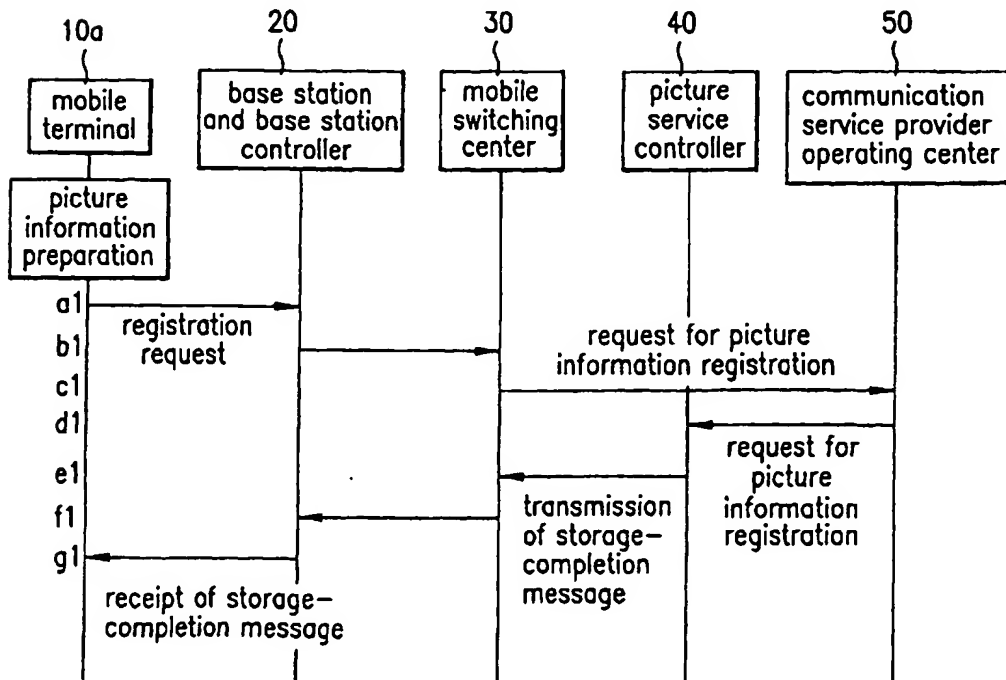 10a
20
30
40
50
mobile
terminal
base station
and base station
controller
mobile
switching
center
picture
service
controller
communication
service provider
operating center
picture
information
preparation
a1
registration
request
b1
request for picture
information registration
c1
d1
request for
picture
information
registration
e1
transmission
of storage-
completion
message
f1
g1
receipt of storage-
completion message